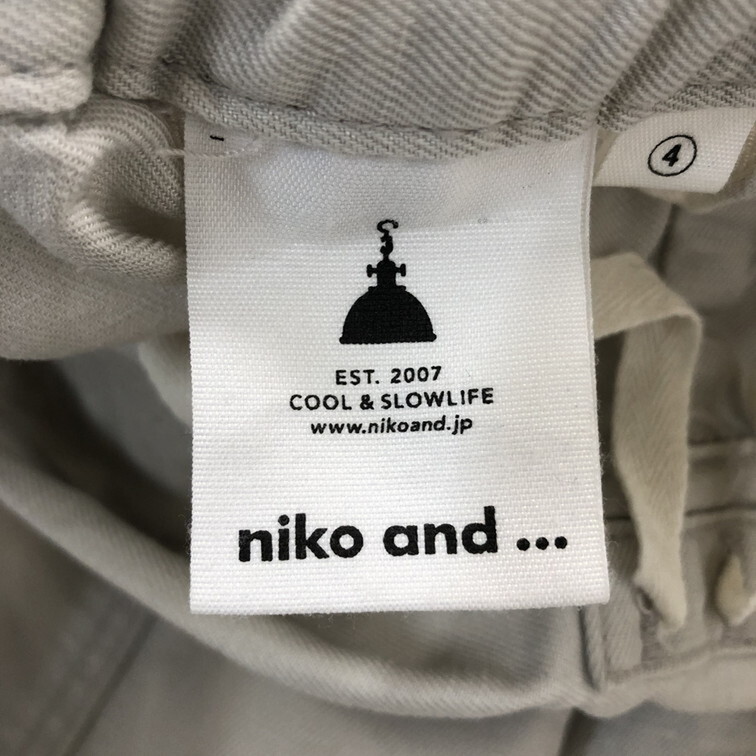 4
EST. 2007
COOL & SLOWLIFE
www.nikoand.jp
niko and ...